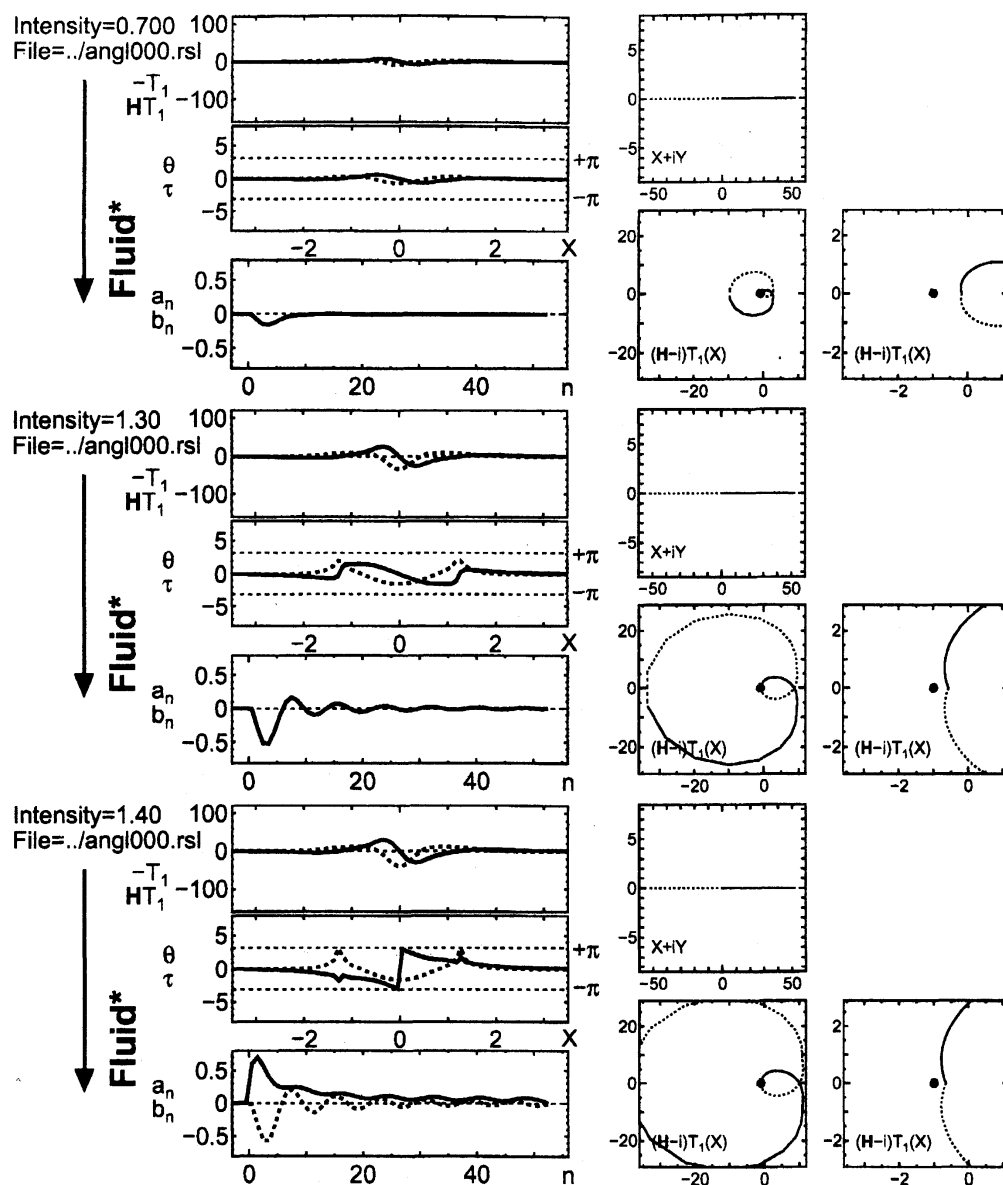 Intensity=0.700
File=../angl000.rsl
Fluid*
100
0
−100
−T₁
HT₁
5
0
−5
θ
τ
+π
−π
−2 0 2 X
0.5
0
−0.5
aₙ
bₙ
0 20 40 n
5
0
−5
X+iY
−50 0 50
20
0
−20
(H−i)T₁(X)
−20 0
2
0
−2
(H−i)T₁(X)
−2 0
Intensity=1.30
File=../angl000.rsl
Fluid*
100
0
−100
−T₁
HT₁
5
0
−5
θ
τ
+π
−π
−2 0 2 X
0.5
0
−0.5
aₙ
bₙ
0 20 40 n
5
0
−5
X+iY
−50 0 50
20
0
−20
(H−i)T₁(X)
−20 0
2
0
−2
(H−i)T₁(X)
−2 0
Intensity=1.40
File=../angl000.rsl
Fluid*
100
0
−100
−T₁
HT₁
5
0
−5
θ
τ
+π
−π
−2 0 2 X
0.5
0
−0.5
aₙ
bₙ
0 20 40 n
5
0
−5
X+iY
−50 0 50
20
0
−20
(H−i)T₁(X)
−20 0
2
0
−2
(H−i)T₁(X)
−2 0